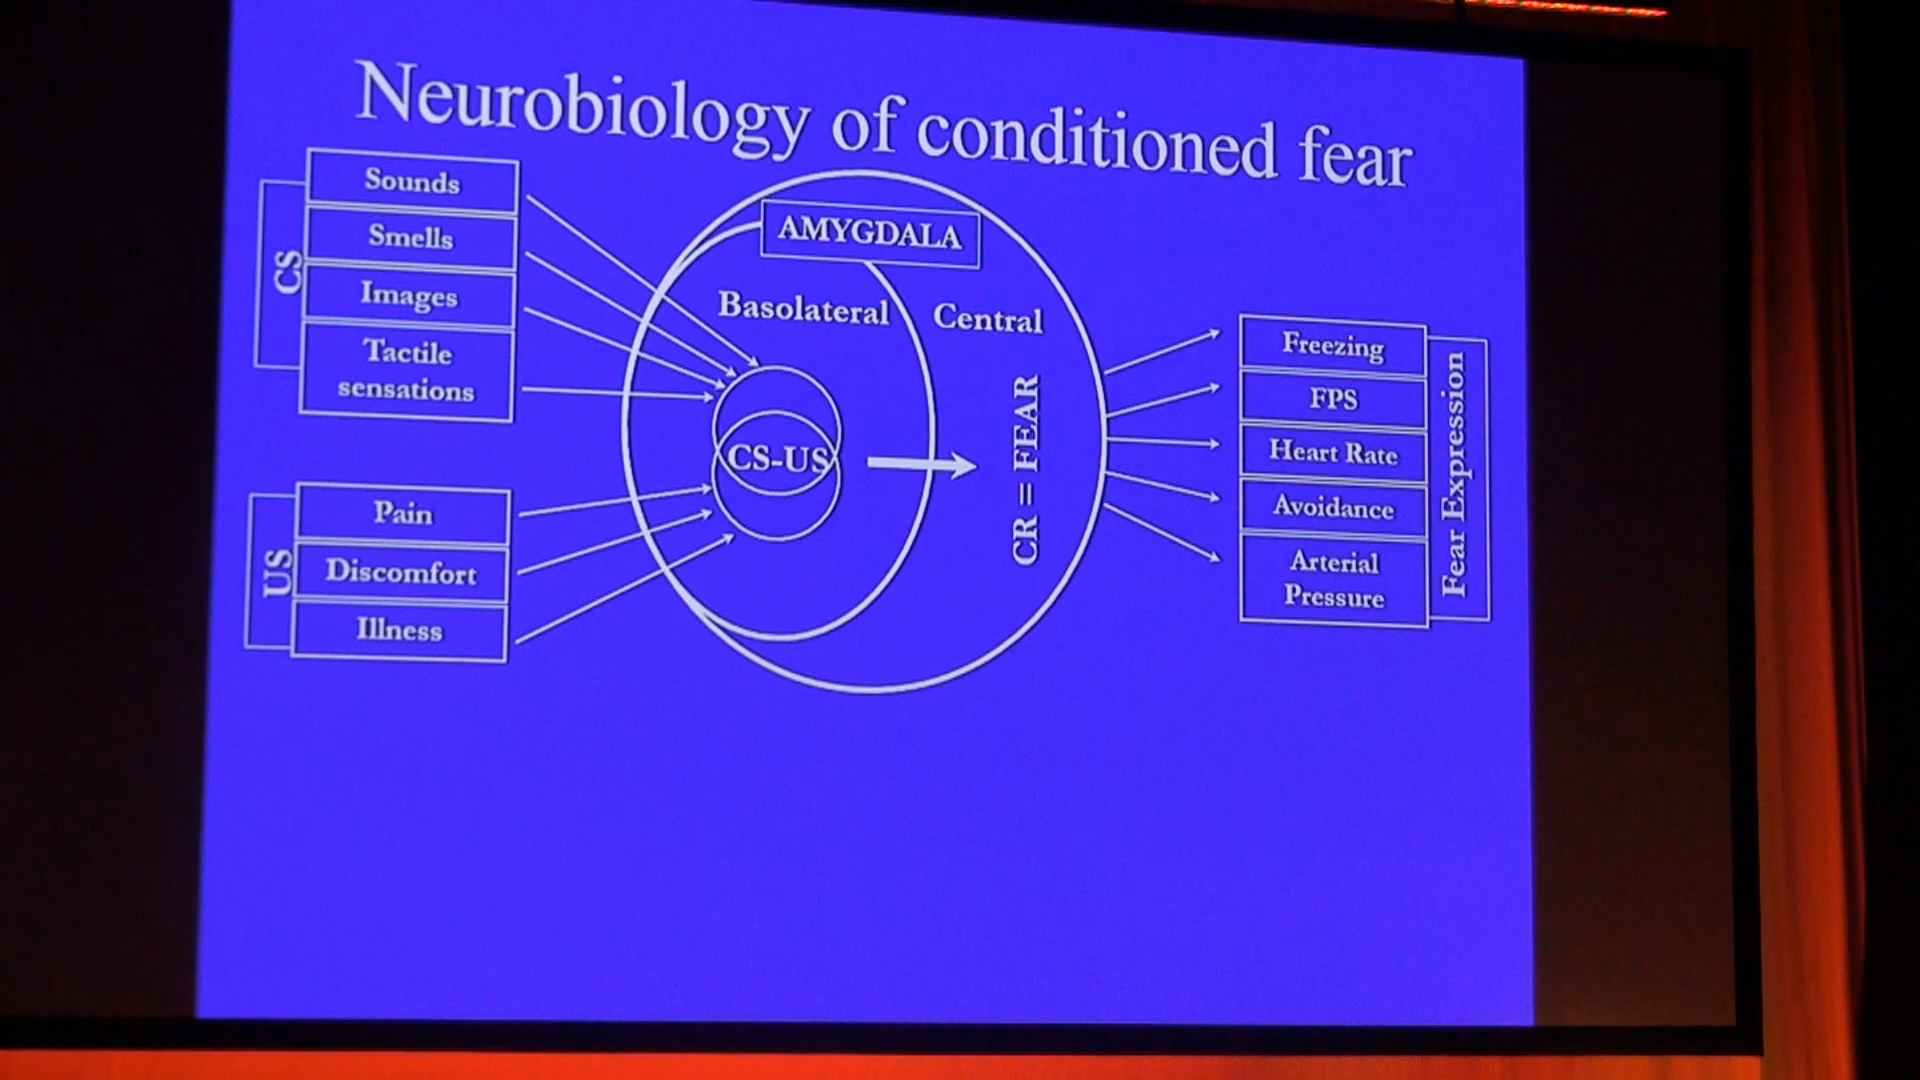 Neurobiology of conditioned fear
CS
Sounds
Smells
Images
Tactile
sensations
US
Pain
Discomfort
Illness
AMYGDALA
Basolateral
Central
CS-US
CR = FEAR
Freezing
FPS
Heart Rate
Avoidance
Arterial
Pressure
Fear Expression